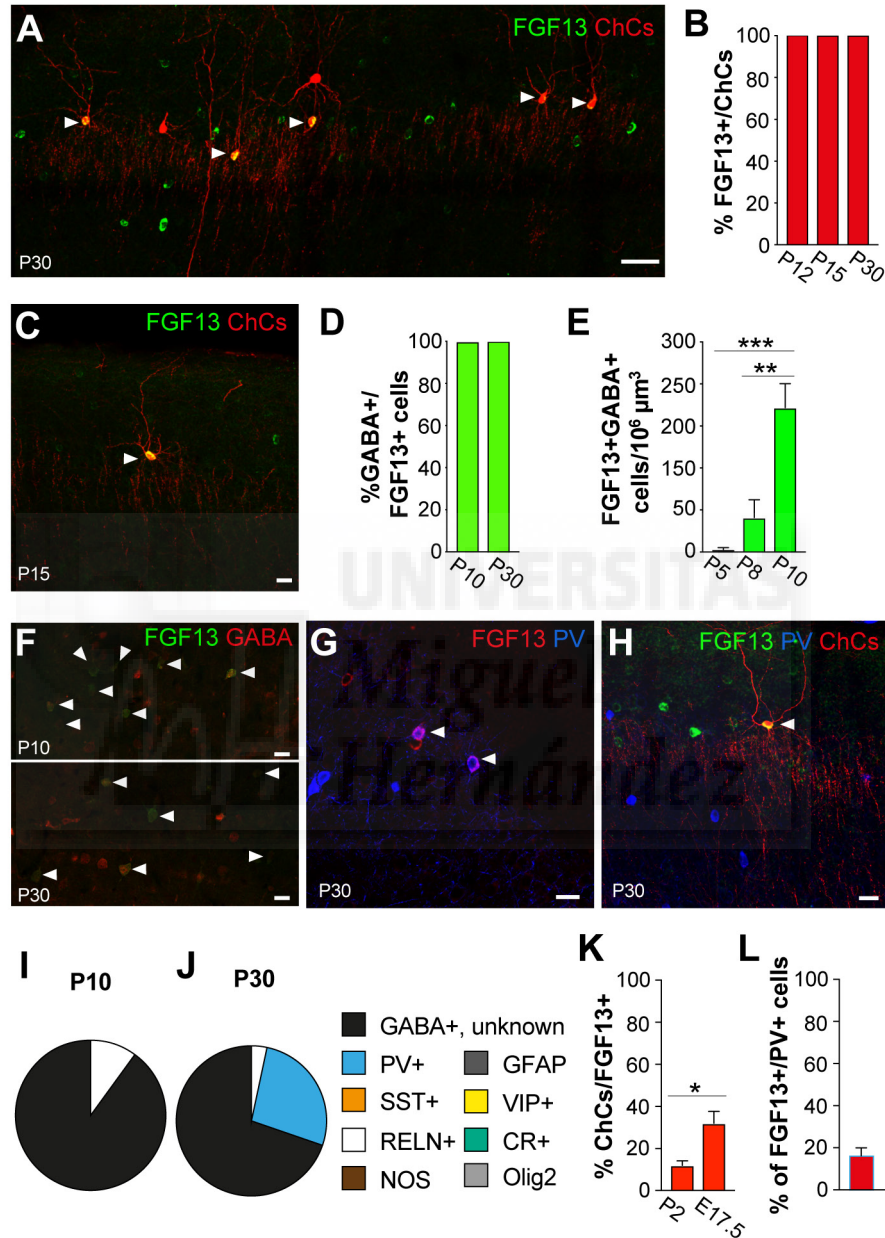 A
FGF13 ChCs
P30
B
% FGF13+/ChCs
100
80
60
40
20
0
P12 P15 P30
C
FGF13 ChCs
P15
D
%GABA+/
FGF13+ cells
100
80
60
40
20
0
P10 P30
E
FGF13+GABA+
cells/10⁶ µm³
300
250
200
150
50
0
***
**
P5 P8 P10
UNIVERSITAS
Miguel
Hernández
F
FGF13 GABA
P10
P30
G
FGF13 PV
P30
H
FGF13 PV ChCs
P30
I
P10
J
P30
GABA+, unknown
PV+
SST+
RELN+
NOS
GFAP
VIP+
CR+
Olig2
K
% ChCs/FGF13+
100
80
60
40
20
0
*
P2 E17.5
L
% of FGF13+/PV+ cells
100
80
60
40
20
0